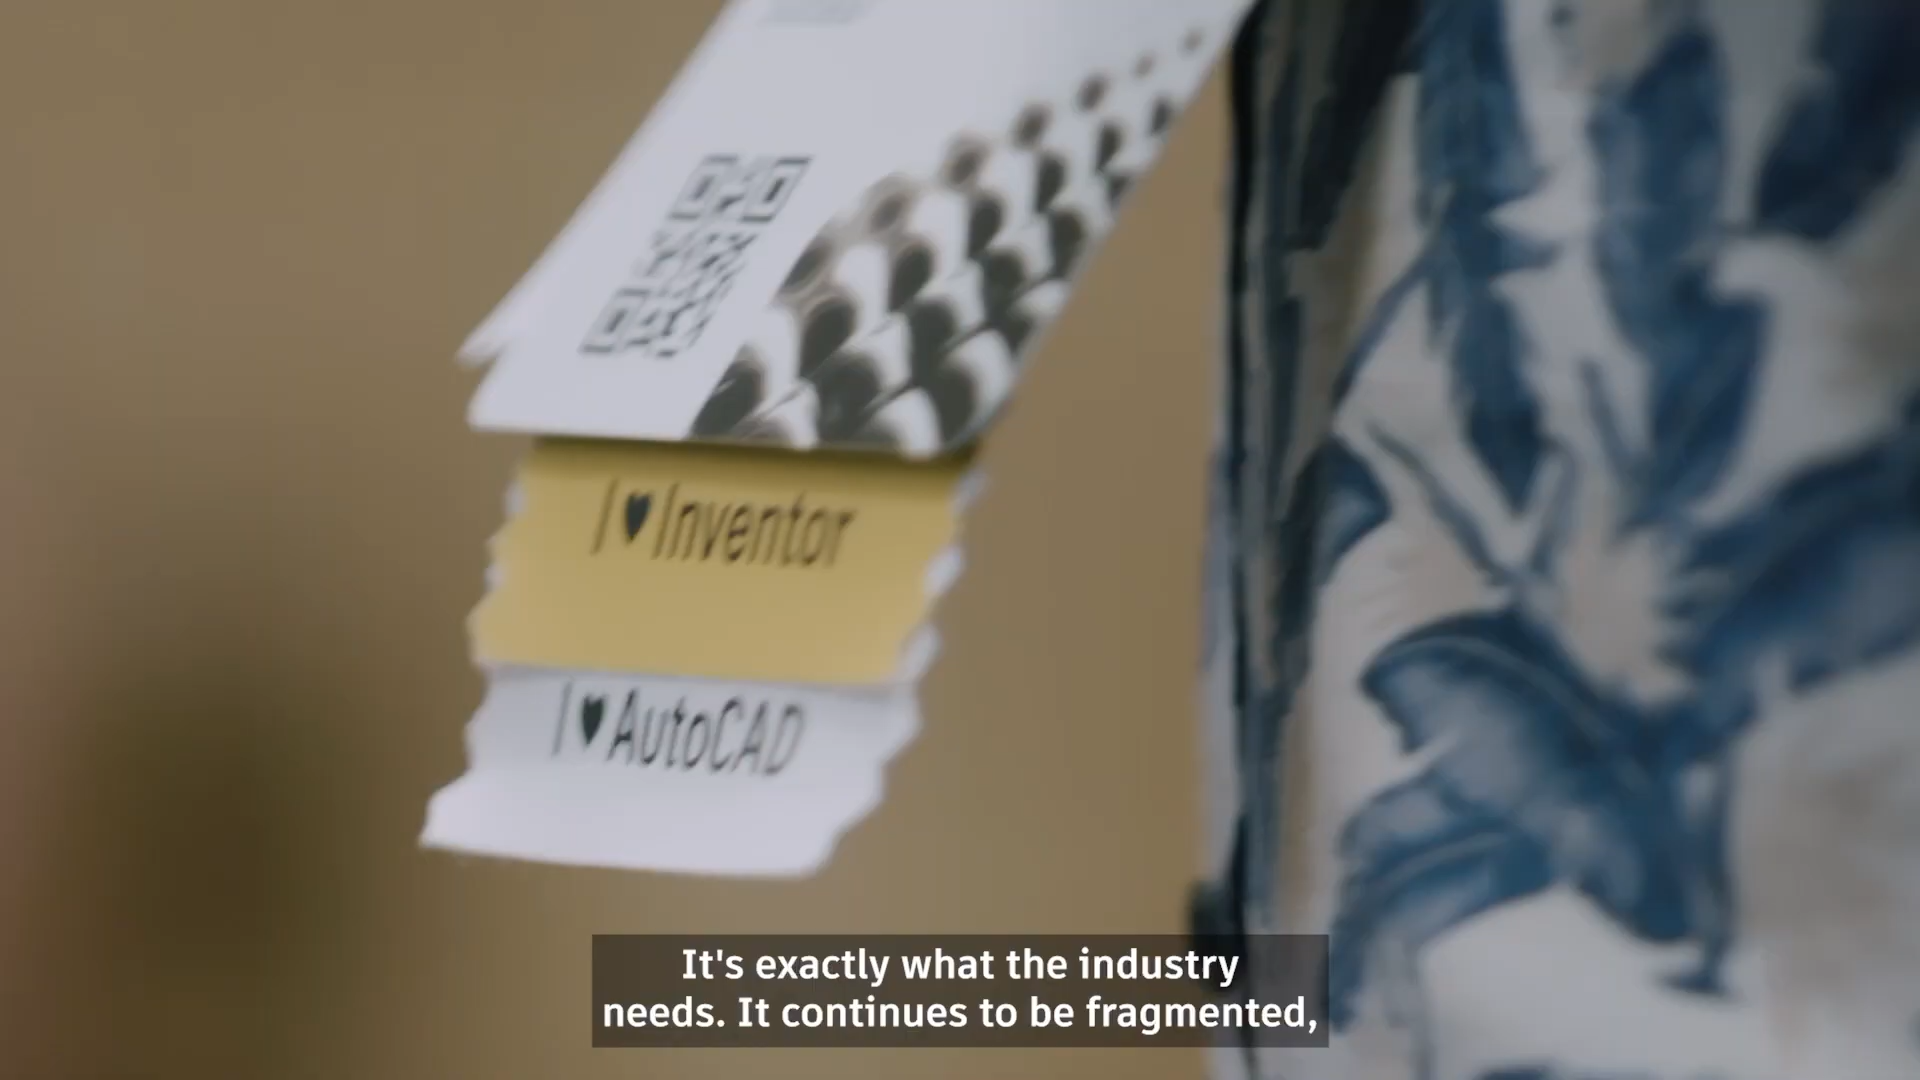 I ♥ Inventor
I ♥ AutoCAD
It's exactly what the industry
needs. It continues to be fragmented,